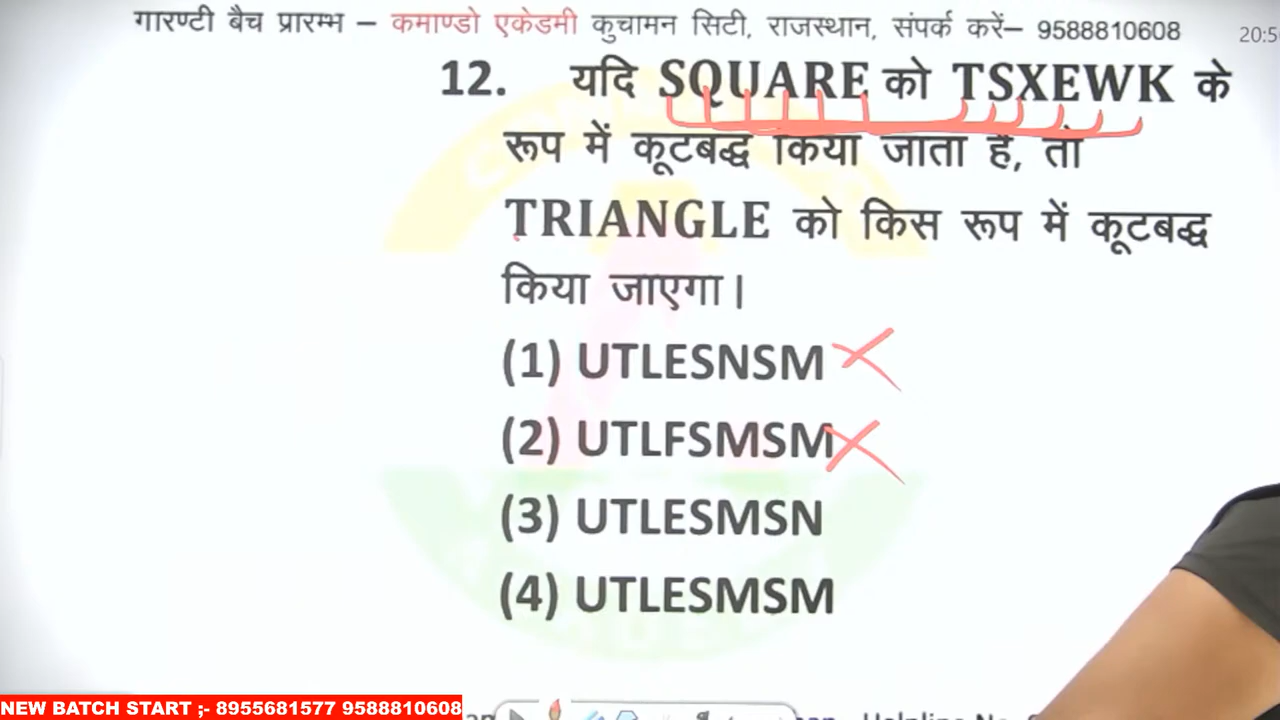 गारण्टी बैच प्रारम्भ – कमाण्डो एकेडमी कुचामन सिटी, राजस्थान, संपर्क करें– 9588810608
20:5
12. यदि SQUARE को TSXEWK के
रूप में कूटबद्ध किया जाता है, तो
TRIANGLE को किस रूप में कूटबद्ध
किया जाएगा।
(1) UTLESNSM
(2) UTLFSMSM
(3) UTLESMSN
(4) UTLESMSM
NEW BATCH START ;- 8955681577 9588810608